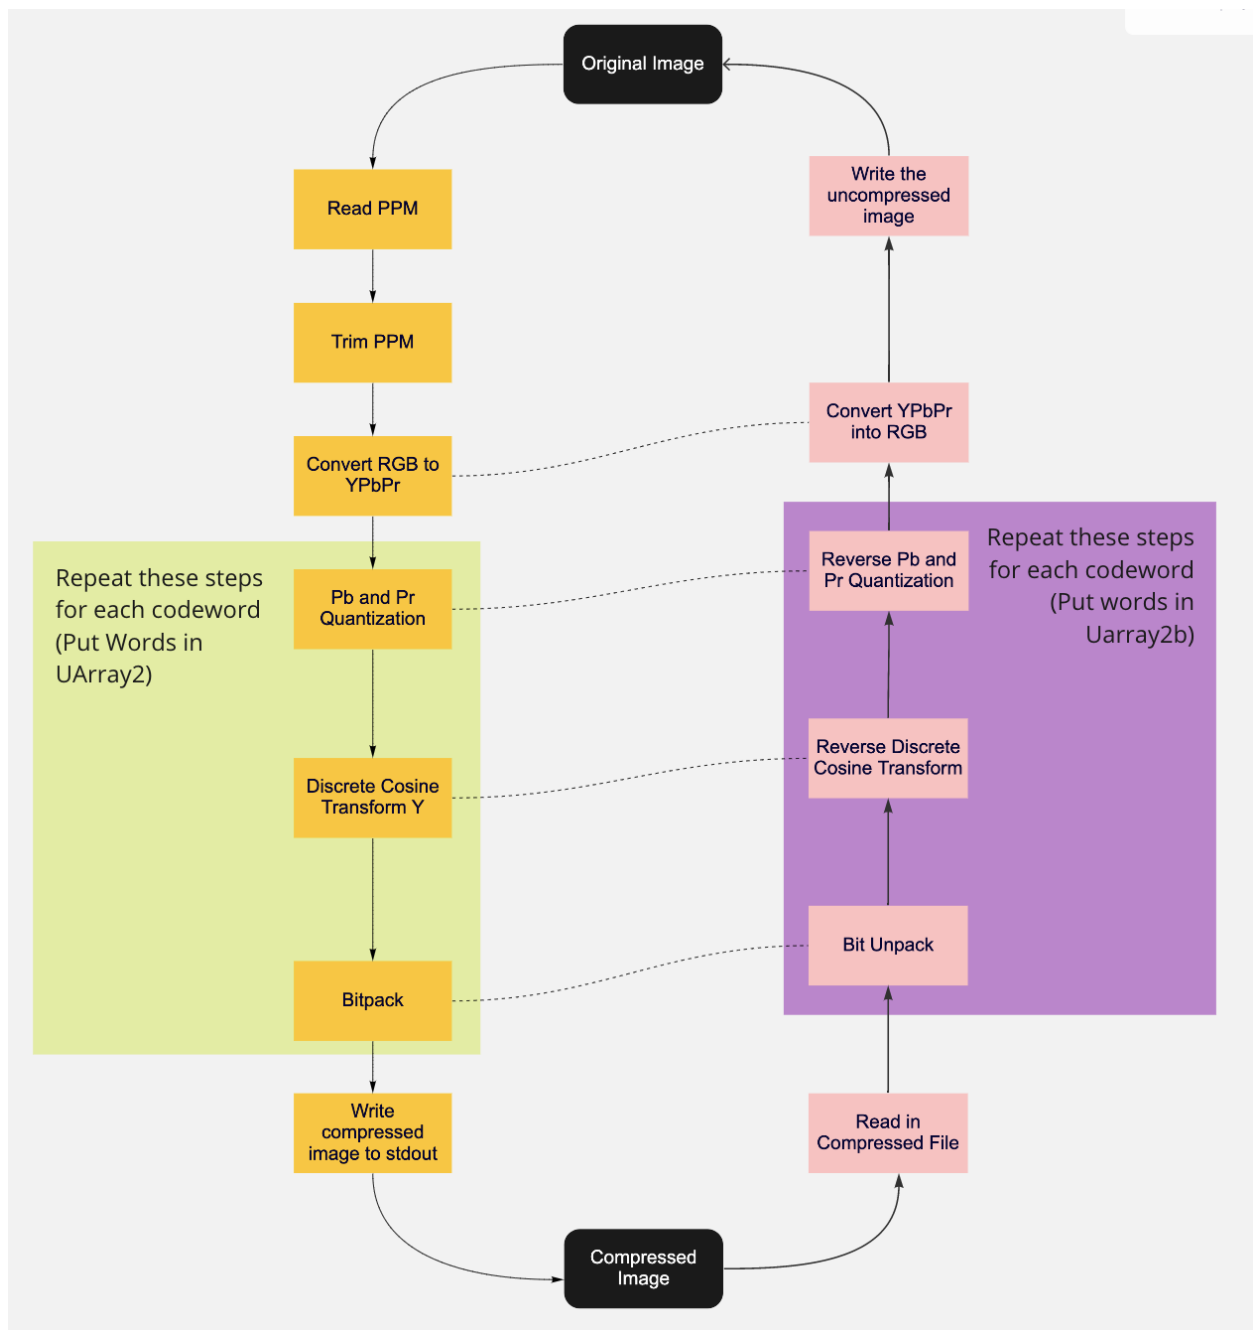 Original Image
Read PPM
Trim PPM
Convert RGB to
YPbPr
Repeat these steps
for each codeword
(Put Words in
UArray2)
Pb and Pr
Quantization
Discrete Cosine
Transform Y
Bitpack
Write
compressed
image to stdout
Compressed
Image
Read in
Compressed File
Bit Unpack
Reverse Discrete
Cosine Transform
Reverse Pb and
Pr Quantization
Repeat these steps
for each codeword
(Put words in
Uarray2b)
Convert YPbPr
into RGB
Write the
uncompressed
image